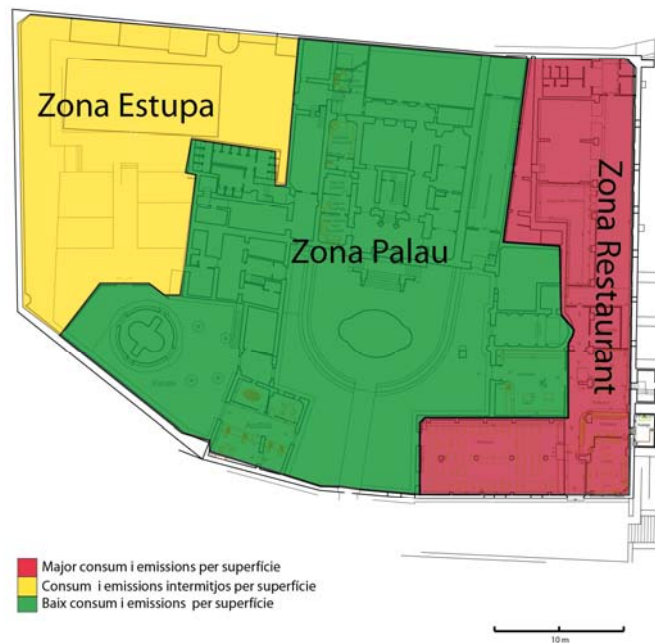 Zona Estupa
Zona Palau
Zona Restaurant
Major consum i emissions per superfície
Consum i emissions intermitjos per superfície
Baix consum i emissions per superfície
10 m